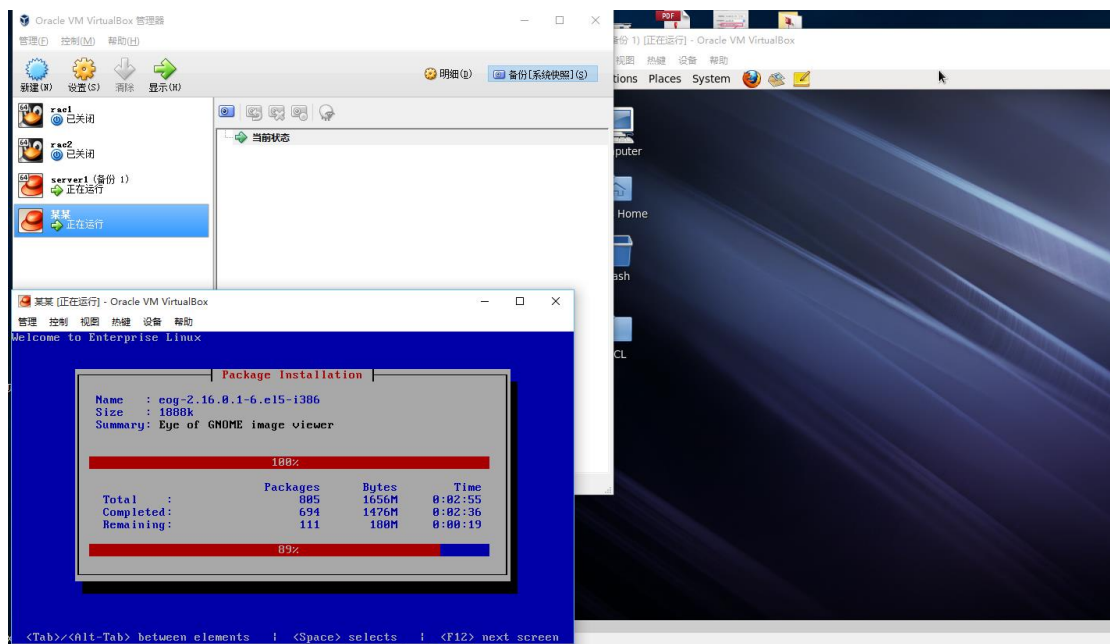 Oracle VM VirtualBox 管理器
管理(F) 控制(M) 帮助(H)
新建(N) 设置(S) 清除 显示(H)
明细(D) 备份[系统快照](S)
64 rac1
已关闭
64 rac2
已关闭
64 server1 (备份 1)
正在运行
某某
正在运行
当前状态
PDF
份 1) [正在运行] - Oracle VM VirtualBox
视图 热键 设备 帮助
tions Places System
puter
Home
ash
CL
某某 [正在运行] - Oracle VM VirtualBox
管理 控制 视图 热键 设备 帮助
Welcome to Enterprise Linux
Package Installation
Name : eog-2.16.0.1-6.el5-i386
Size : 1888k
Summary: Eye of GNOME image viewer
100%
Packages Bytes Time
Total : 805 1656M 0:02:55
Completed: 694 1476M 0:02:36
Remaining: 111 180M 0:00:19
89%
<Tab>/<Alt-Tab> between elements | <Space> selects | <F12> next screen